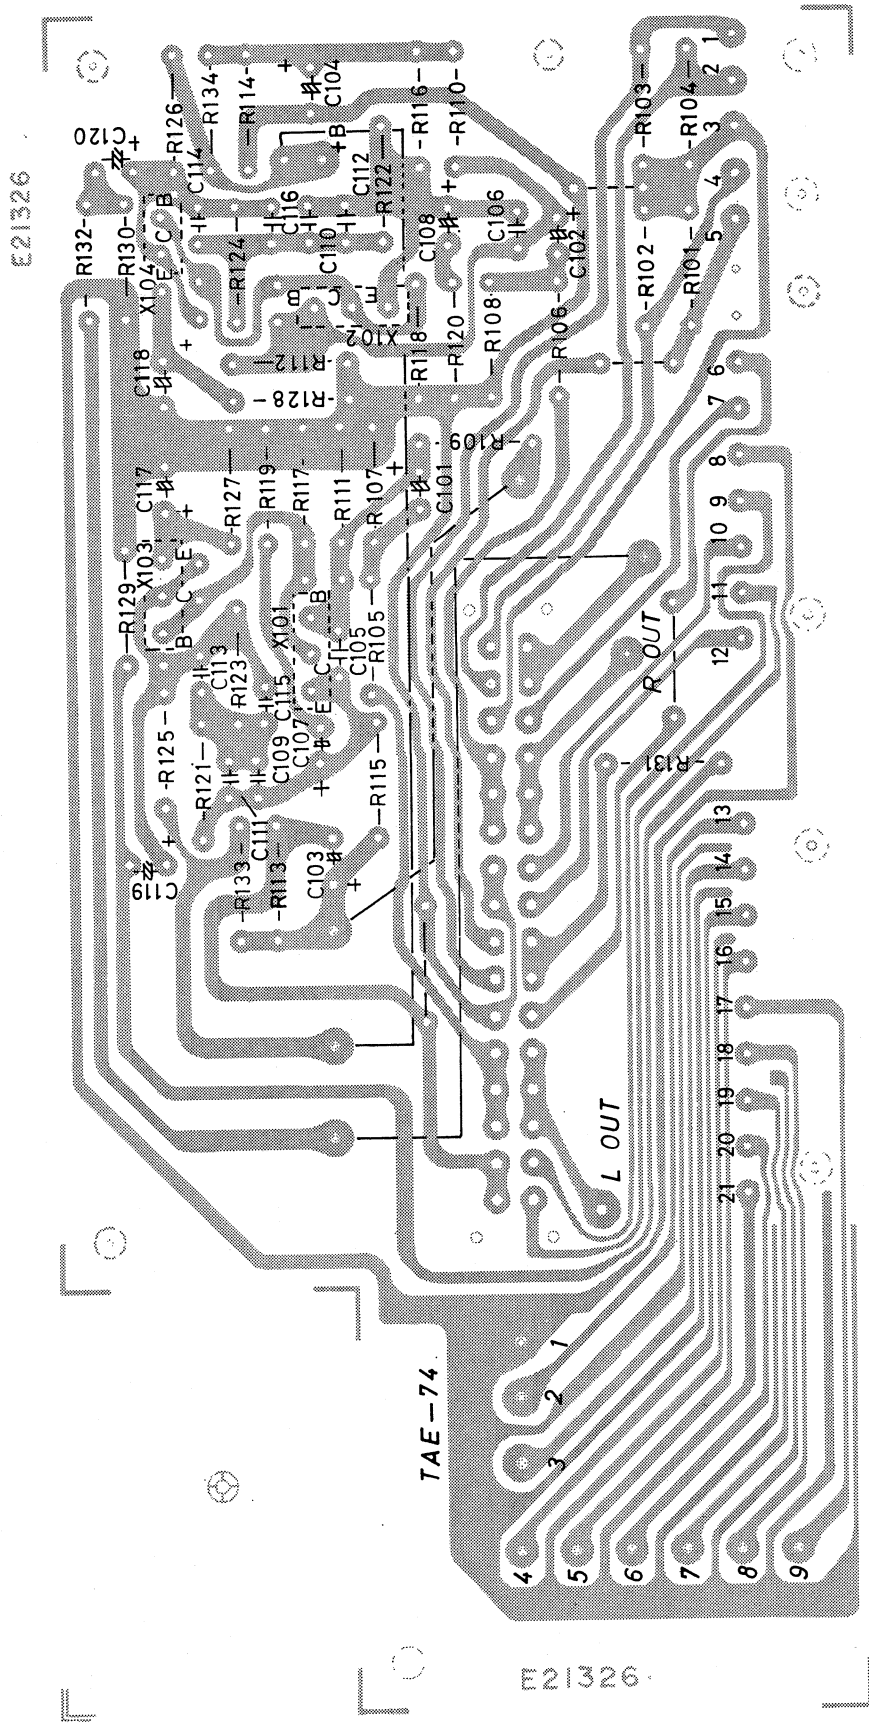 E21326
C120
+
R132
R130
R126
R134
R114
C104
+
R116
R110
R103
R104
1
2
3
4
5
C114
B
C
E
X104
R124
C116
C110
B
+
C112
R122
C108
+
C106
C102
+
R102
R101
C118
+
R112
R128
B
C
E
X102
R118
R120
R108
R106
6
7
8
9
10
11
12
R109
C117
+
R127
R119
R117
R111
R107
+
C101
R129
X103
E
C
B
X101
B
C
E
C105
R105
C113
R123
C115
R125
R121
C109
C107
+
R115
R OUT
R131
C119
+
C111
R133
R113
C103
+
13
14
15
16
17
18
19
20
21
L OUT
TAE-74
1
2
3
4
5
6
7
8
9
E21326